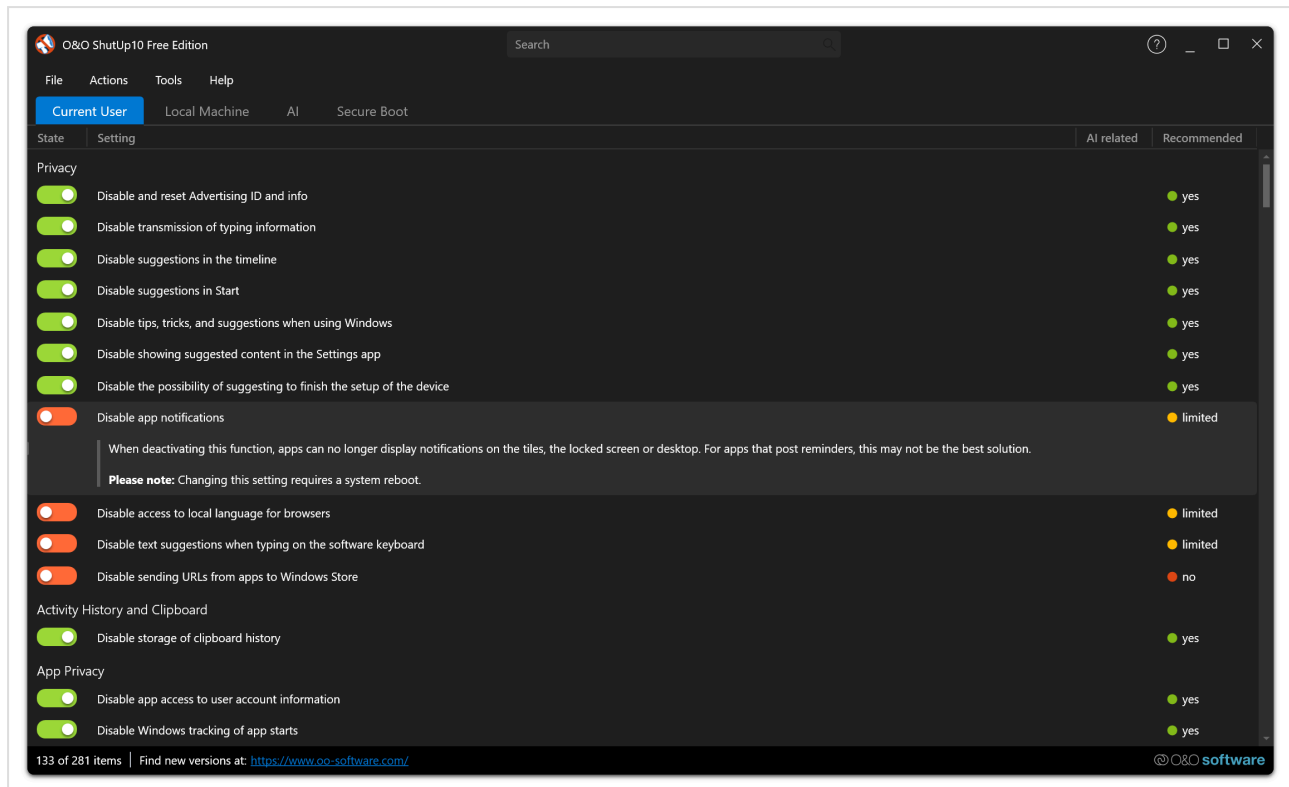 O&O ShutUp10 Free Edition
Search
?
File Actions Tools Help
Current User Local Machine AI Secure Boot
State Setting AI related Recommended
Privacy
Disable and reset Advertising ID and info yes
Disable transmission of typing information yes
Disable suggestions in the timeline yes
Disable suggestions in Start yes
Disable tips, tricks, and suggestions when using Windows yes
Disable showing suggested content in the Settings app yes
Disable the possibility of suggesting to finish the setup of the device yes
Disable app notifications limited
When deactivating this function, apps can no longer display notifications on the tiles, the locked screen or desktop. For apps that post reminders, this may not be the best solution.
Please note: Changing this setting requires a system reboot.
Disable access to local language for browsers limited
Disable text suggestions when typing on the software keyboard limited
Disable sending URLs from apps to Windows Store no
Activity History and Clipboard
Disable storage of clipboard history yes
App Privacy
Disable app access to user account information yes
Disable Windows tracking of app starts yes
133 of 281 items Find new versions at: https://www.oo-software.com/ O&O software